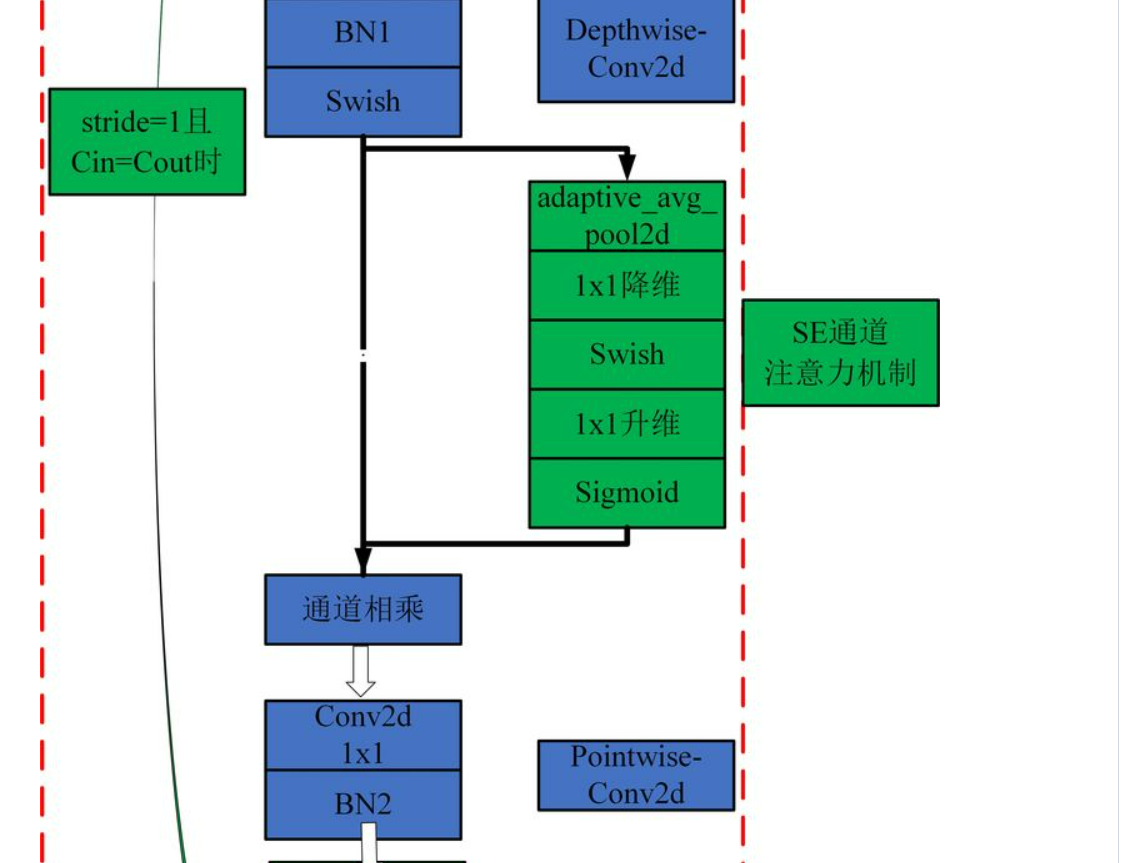 BN1
Depthwise-
Conv2d
Swish
stride=1且
Cin=Cout时
adaptive_avg_
pool2d
1x1降维
Swish
1x1升维
Sigmoid
SE通道
注意力机制
通道相乘
Conv2d
1x1
BN2
Pointwise-
Conv2d